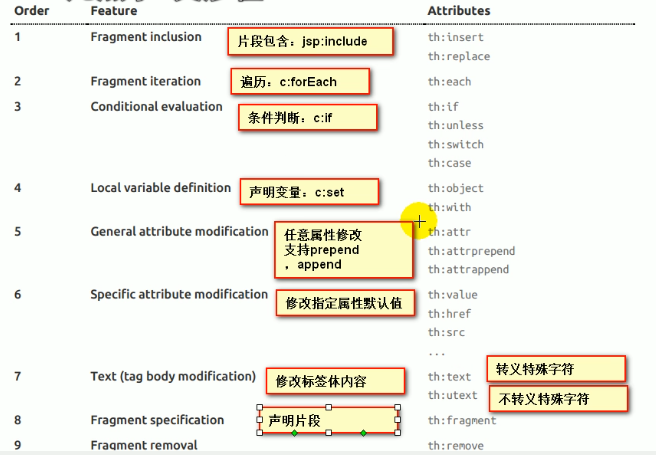 Order Feature Attributes
1 Fragment inclusion 片段包含：jsp:include th:insert
th:replace
2 Fragment iteration 遍历：c:forEach th:each
3 Conditional evaluation 条件判断：c:if th:if
th:unless
th:switch
th:case
4 Local variable definition 声明变量：c:set th:object
th:with
5 General attribute modification 任意属性修改 th:attr
支持prepend th:attrprepend
，append th:attrappend
6 Specific attribute modification 修改指定属性默认值 th:value
th:href
th:src
...
7 Text (tag body modification) 修改标签体内容 th:text 转义特殊字符
th:utext 不转义特殊字符
8 Fragment specification 声明片段 th:fragment
9 Fragment removal th:remove